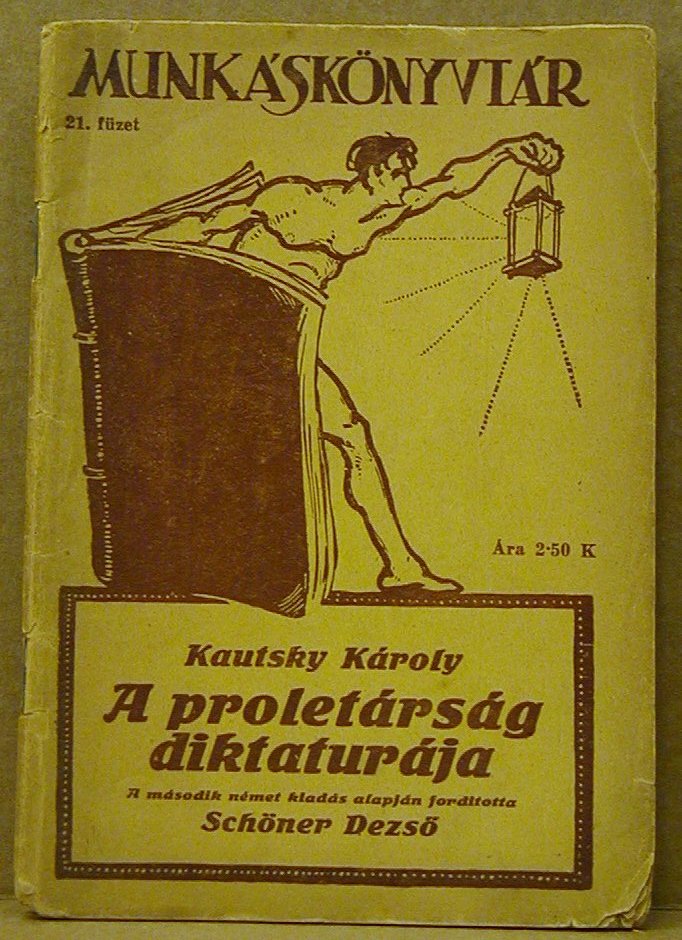 MUNKÁSKÖNYVTÁR
21. füzet
Ára 2·50 K
Kautsky Károly
A proletárság
diktaturája
A második német kiadás alapján forditotta
Schöner Dezső